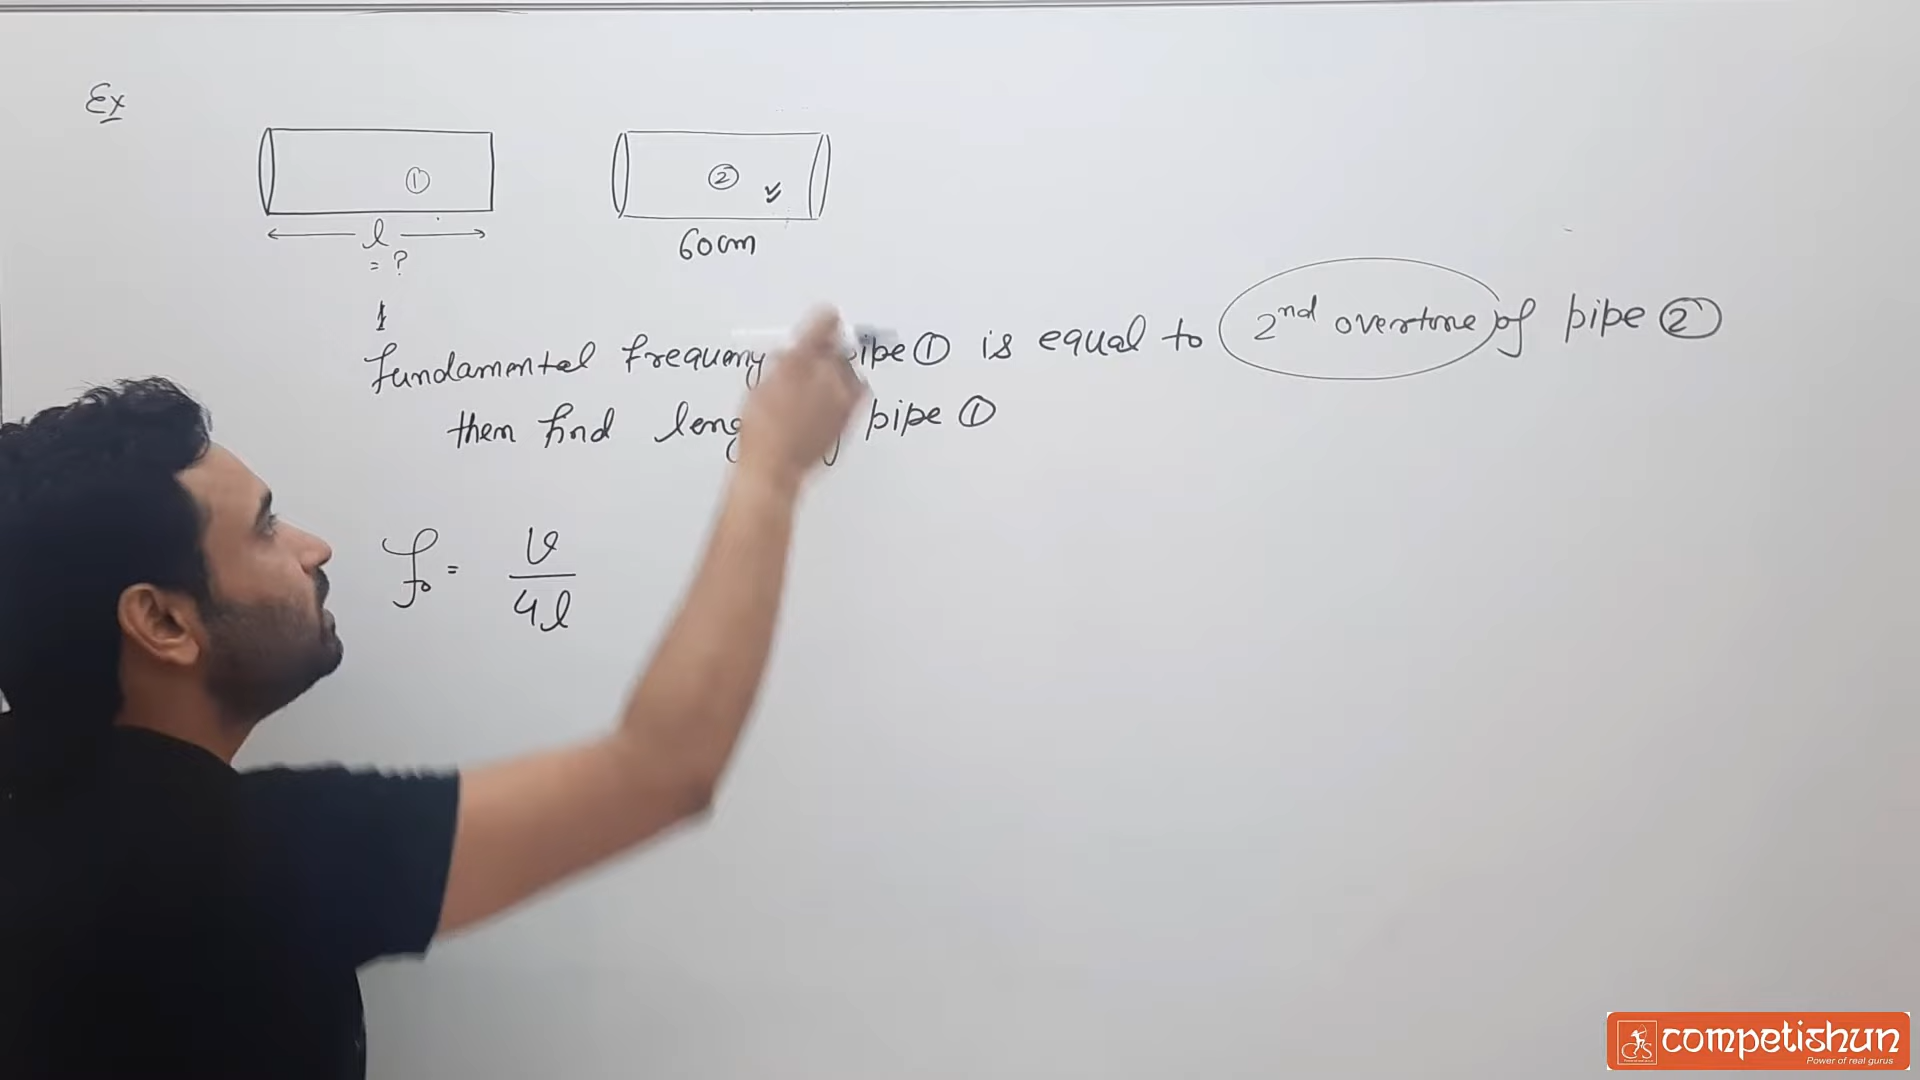 Ex
① ②
l 60cm
= ?
fundamental frequency pipe ① is equal to 2nd overtone of pipe ②
then find pipe ①
f₀ = v/4l
competishun
Power of real gurus